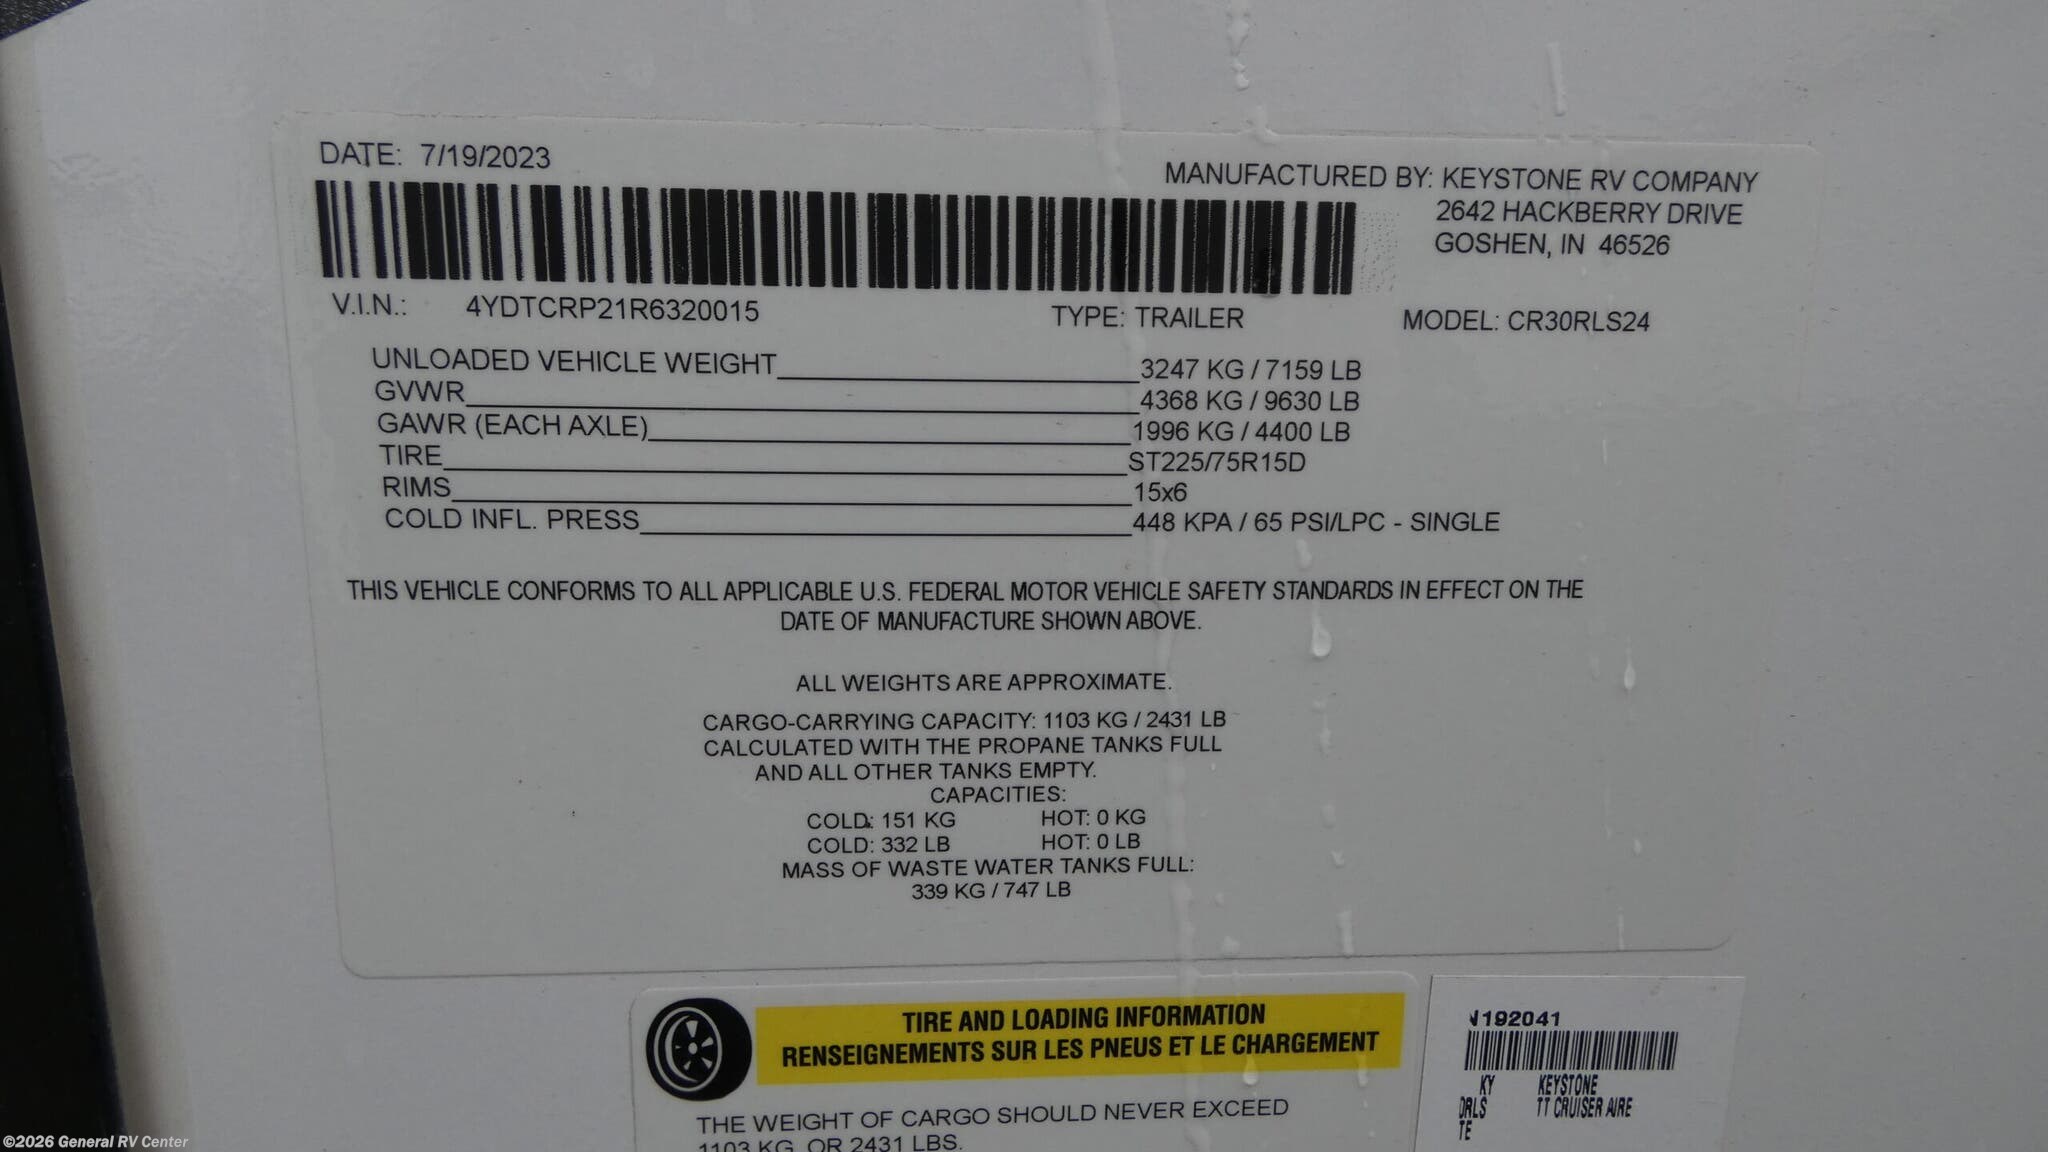 DATE: 7/19/2023
MANUFACTURED BY: KEYSTONE RV COMPANY
2642 HACKBERRY DRIVE
GOSHEN, IN 46526
V.I.N.: 4YDTCRP21R6320015 TYPE: TRAILER MODEL: CR30RLS24
UNLOADED VEHICLE WEIGHT 3247 KG / 7159 LB
GVWR 4368 KG / 9630 LB
GAWR (EACH AXLE) 1996 KG / 4400 LB
TIRE ST225/75R15D
RIMS 15x6
COLD INFL. PRESS 448 KPA / 65 PSI/LPC - SINGLE
THIS VEHICLE CONFORMS TO ALL APPLICABLE U.S. FEDERAL MOTOR VEHICLE SAFETY STANDARDS IN EFFECT ON THE
DATE OF MANUFACTURE SHOWN ABOVE.
ALL WEIGHTS ARE APPROXIMATE.
CARGO-CARRYING CAPACITY: 1103 KG / 2431 LB
CALCULATED WITH THE PROPANE TANKS FULL
AND ALL OTHER TANKS EMPTY.
CAPACITIES:
COLD: 151 KG HOT: 0 KG
COLD: 332 LB HOT: 0 LB
MASS OF WASTE WATER TANKS FULL:
339 KG / 747 LB
TIRE AND LOADING INFORMATION
RENSEIGNEMENTS SUR LES PNEUS ET LE CHARGEMENT
THE WEIGHT OF CARGO SHOULD NEVER EXCEED
1103 KG. OR 2431 LBS.
192041
KY KEYSTONE
RLS TT CRUISER AIRE
TE
©2026 General RV Center